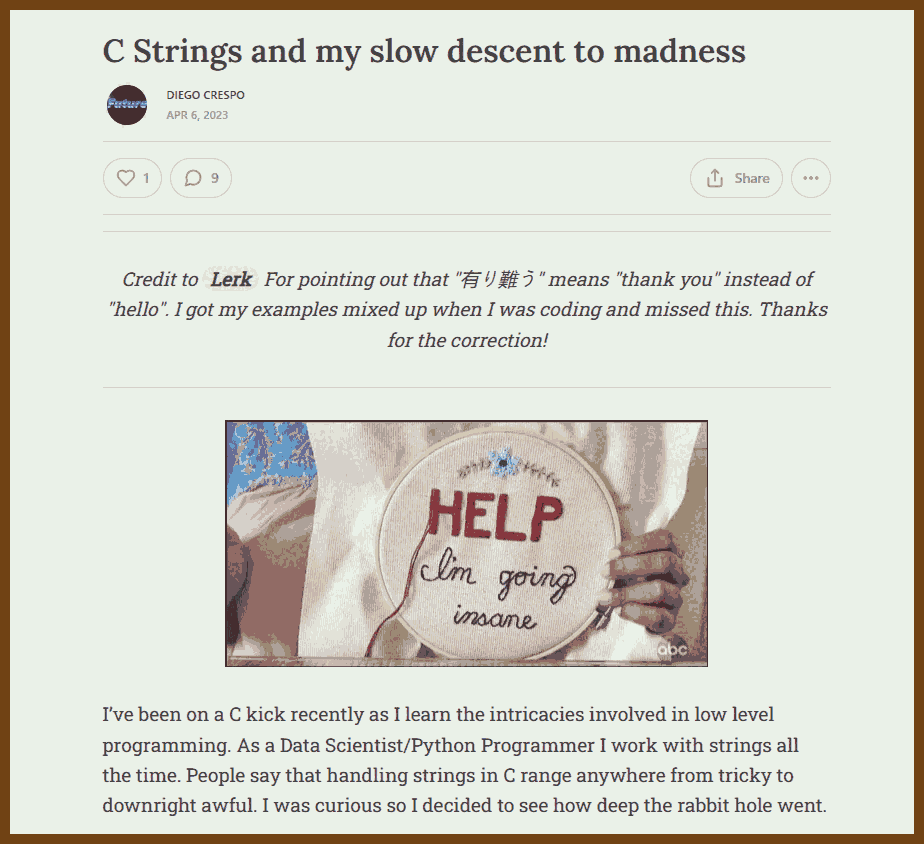 C Strings and my slow descent to madness
Future
DIEGO CRESPO
APR 6, 2023
1
9
Share
Credit to Lerk For pointing out that "有り難う" means "thank you" instead of
"hello". I got my examples mixed up when I was coding and missed this. Thanks
for the correction!
HELP
I'm going
insane
abc
I've been on a C kick recently as I learn the intricacies involved in low level
programming. As a Data Scientist/Python Programmer I work with strings all
the time. People say that handling strings in C range anywhere from tricky to
downright awful. I was curious so I decided to see how deep the rabbit hole went.